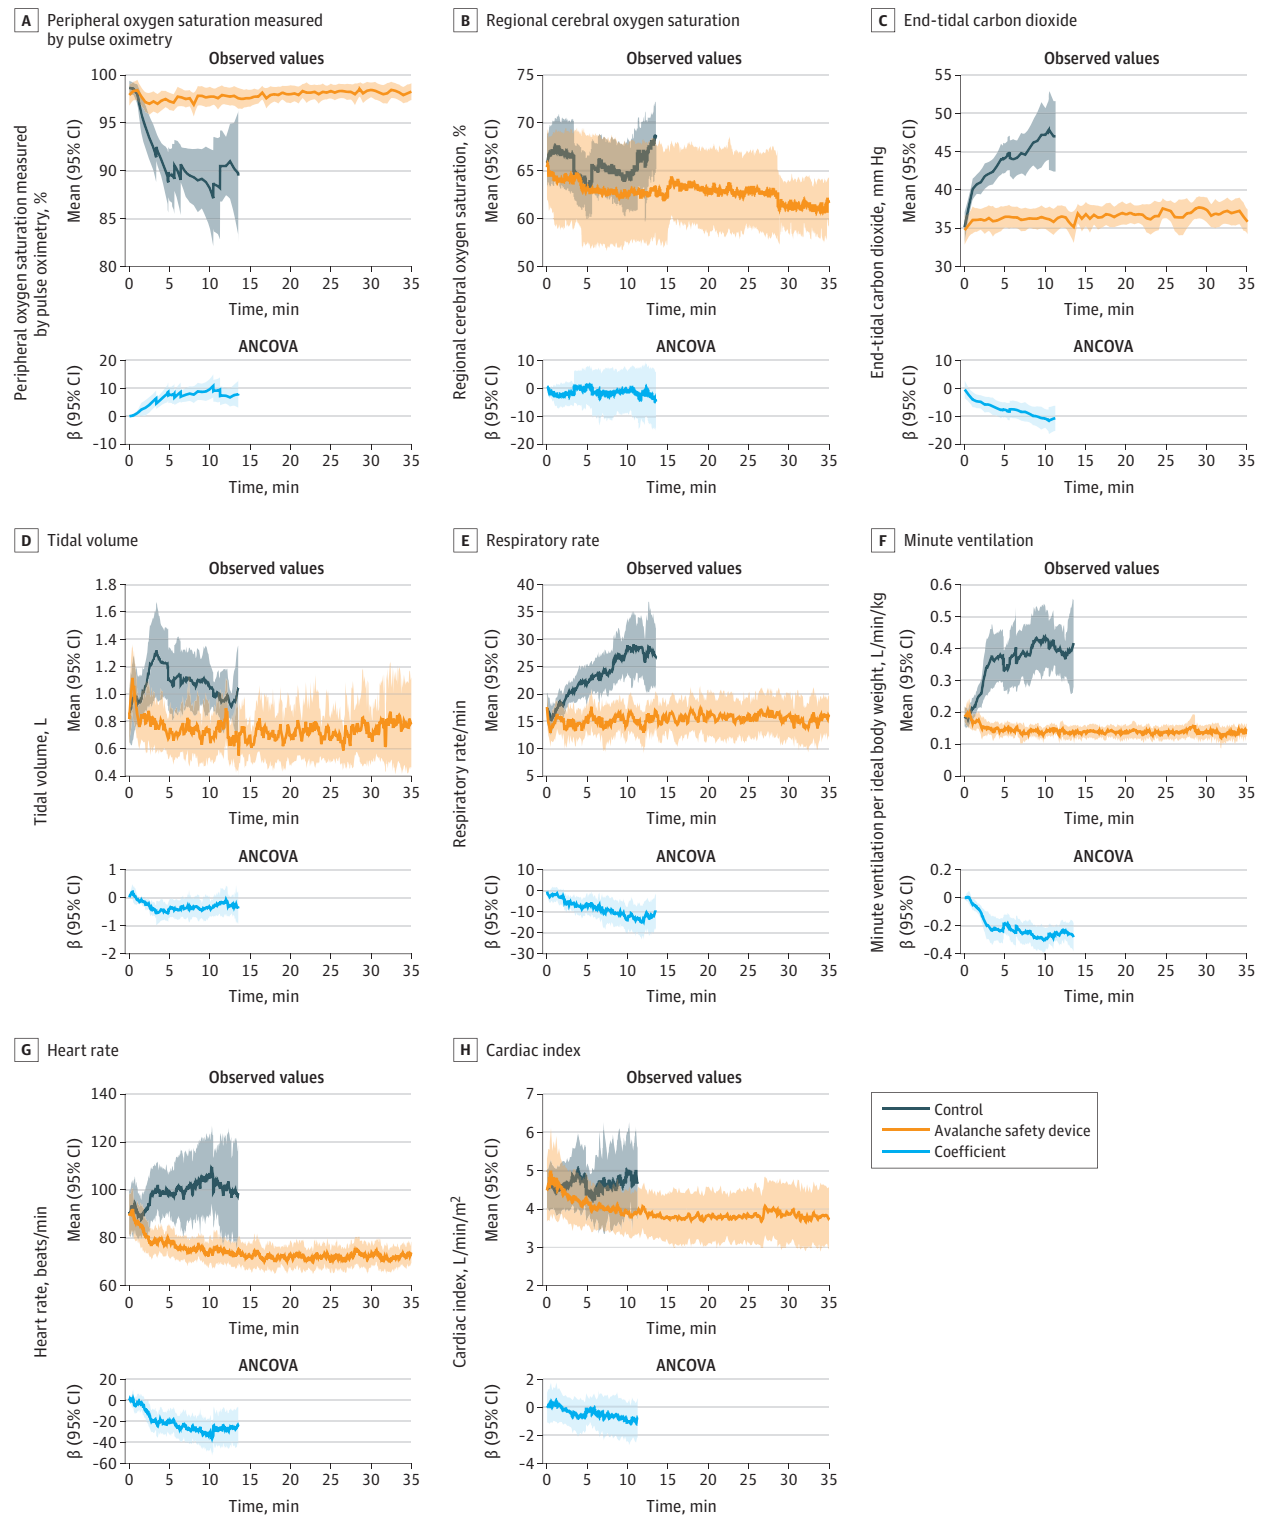 A Peripheral oxygen saturation measured
by pulse oximetry
Observed values
Peripheral oxygen saturation measured
by pulse oximetry, %
Mean (95% CI)
100
95
90
85
80
0 5 10 15 20 25 30 35
Time, min
ANCOVA
β (95% CI)
20
10
0
-10
0 5 10 15 20 25 30 35
Time, min
B Regional cerebral oxygen saturation
Observed values
Regional cerebral oxygen saturation, %
Mean (95% CI)
75
70
65
60
50
0 5 10 15 20 25 30 35
Time, min
ANCOVA
β (95% CI)
10
0
-10
-20
0 5 10 15 20 25 30 35
Time, min
C End-tidal carbon dioxide
Observed values
End-tidal carbon dioxide, mm Hg
Mean (95% CI)
55
50
45
40
35
30
0 5 10 15 20 25 30 35
Time, min
ANCOVA
β (95% CI)
10
0
-10
-20
0 5 10 15 20 25 30 35
Time, min
D Tidal volume
Observed values
Tidal volume, L
Mean (95% CI)
1.8
1.6
1.4
1.2
1.0
0.8
0.6
0.4
0 5 10 15 20 25 30 35
Time, min
ANCOVA
β (95% CI)
1
0
-1
-2
0 5 10 15 20 25 30 35
Time, min
E Respiratory rate
Observed values
Respiratory rate/min
Mean (95% CI)
40
35
30
25
20
15
10
5
0 5 10 15 20 25 30 35
Time, min
ANCOVA
β (95% CI)
10
0
-10
-20
-30
0 5 10 15 20 25 30 35
Time, min
F Minute ventilation
Observed values
Minute ventilation per ideal body weight, L/min/kg
Mean (95% CI)
0.6
0.5
0.4
0.3
0.2
0.1
0
0 5 10 15 20 25 30 35
Time, min
ANCOVA
β (95% CI)
0.2
0
-0.2
-0.4
0 5 10 15 20 25 30 35
Time, min
G Heart rate
Observed values
Heart rate, beats/min
Mean (95% CI)
140
120
100
80
60
0 5 10 15 20 25 30 35
Time, min
ANCOVA
β (95% CI)
20
0
-20
-40
-60
0 5 10 15 20 25 30 35
Time, min
H Cardiac index
Observed values
Cardiac index, L/min/m²
Mean (95% CI)
7
6
5
4
3
2
0 5 10 15 20 25 30 35
Time, min
ANCOVA
β (95% CI)
2
0
-2
-4
0 5 10 15 20 25 30 35
Time, min
Control
Avalanche safety device
Coefficient